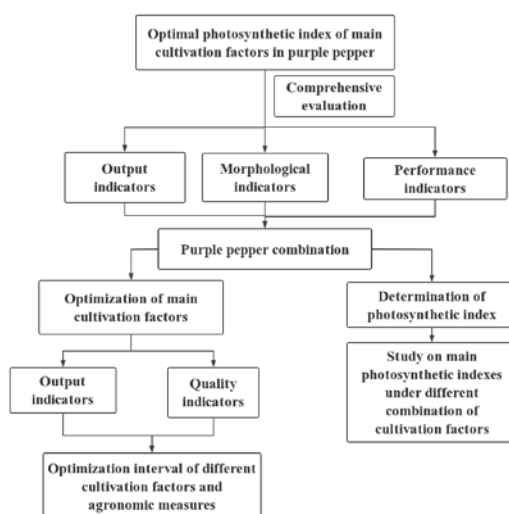 Optimal photosynthetic index of main
cultivation factors in purple pepper
Comprehensive
evaluation
Output
indicators
Morphological
indicators
Performance
indicators
Purple pepper combination
Optimization of main
cultivation factors
Determination of
photosynthetic index
Output
indicators
Quality
indicators
Study on main
photosynthetic indexes
under different
combination of
cultivation factors
Optimization interval of different
cultivation factors and
agronomic measures